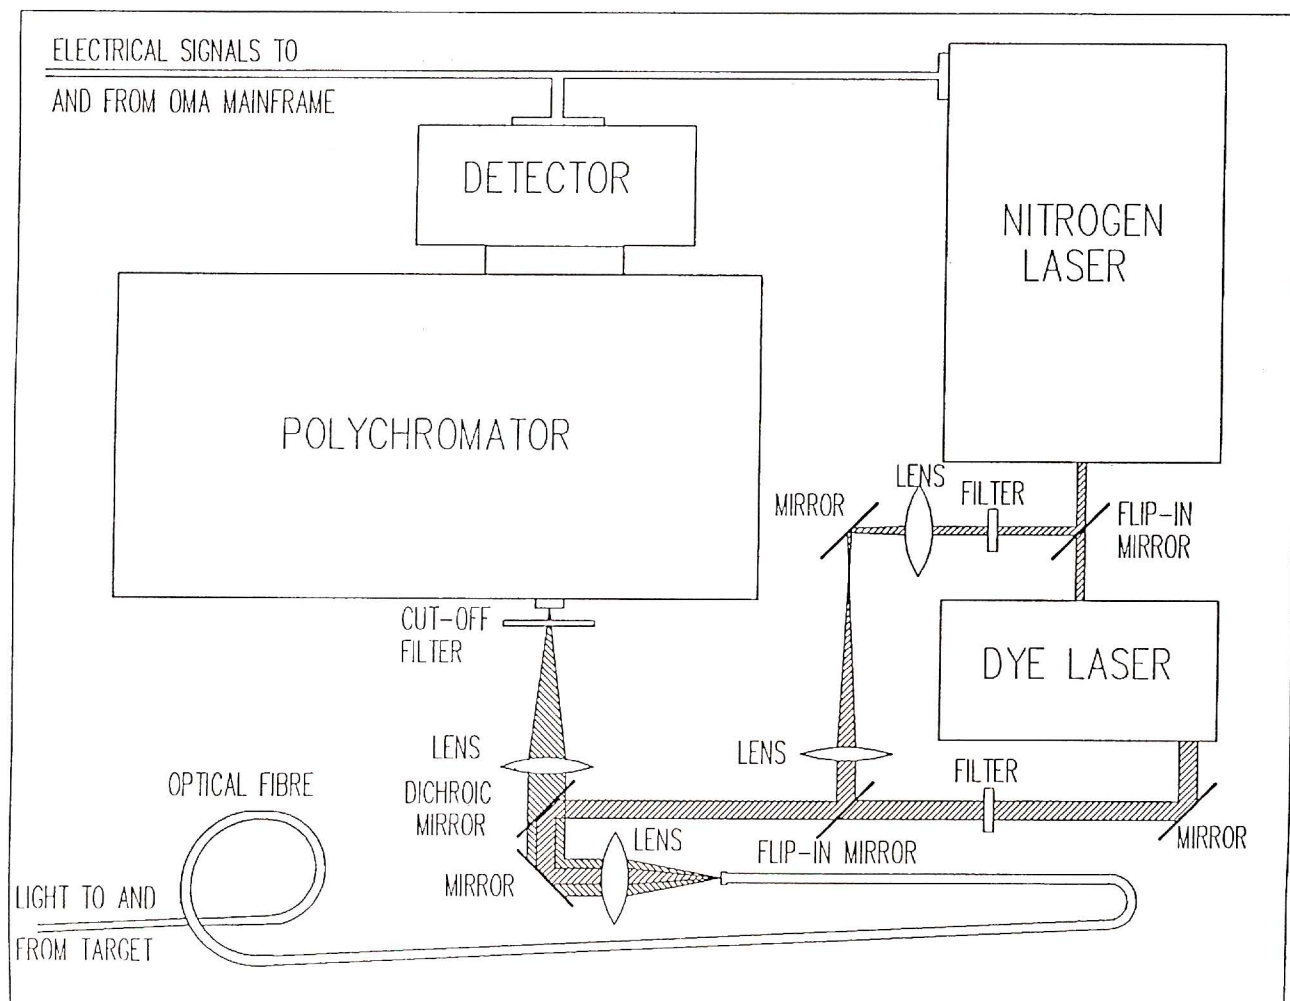 ELECTRICAL SIGNALS TO
AND FROM OMA MAINFRAME
DETECTOR
NITROGEN
LASER
POLYCHROMATOR
LENS
FILTER
MIRROR
FLIP-IN
MIRROR
CUT-OFF
FILTER
DYE LASER
LENS
LENS
FILTER
OPTICAL FIBRE
DICHROIC
MIRROR
LENS
FLIP-IN MIRROR
MIRROR
MIRROR
LIGHT TO AND
FROM TARGET